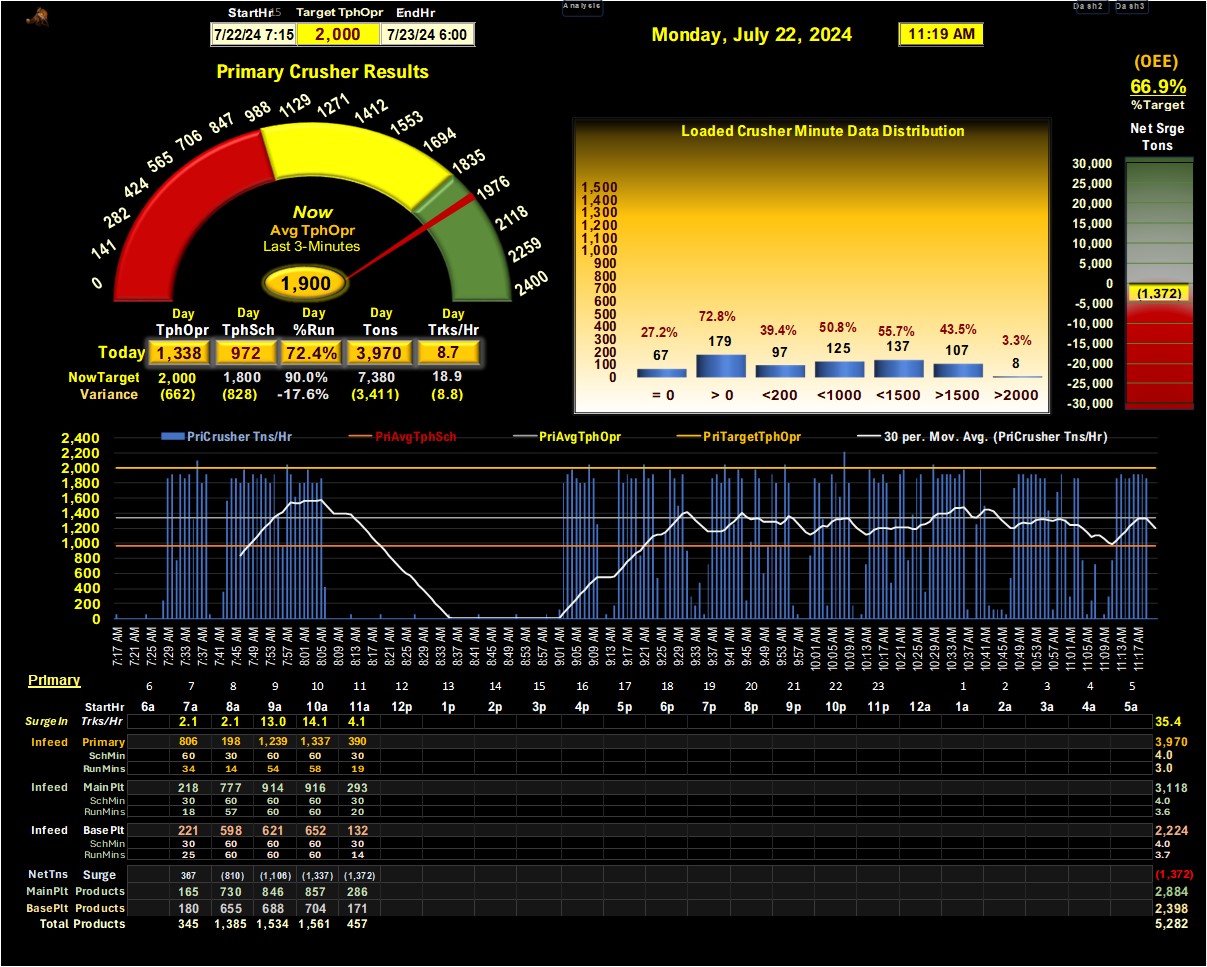 Analysis
Dash2 Dash3
StartHr Target TphOpr EndHr
7/22/24 7:15 2,000 7/23/24 6:00
Monday, July 22, 2024 11:19 AM
(OEE)
66.9%
%Target
Net Srge
Tons
Primary Crusher Results
0 141 282 424 565 706 847 988 1129 1271 1412 1553 1694 1835 1976 2118 2259 2400
Now
Avg TphOpr
Last 3-Minutes
1,900
Day Day Day Day Day
TphOpr TphSch %Run Tons Trks/Hr
Today 1,338 972 72.4% 3,970 8.7
NowTarget 2,000 1,800 90.0% 7,380 18.9
Variance (662) (828) -17.6% (3,411) (8.8)
Loaded Crusher Minute Data Distribution
1,500
1,400
1,300
1,200
1,100
1,000
900
800
700
600
500
400
300
200
100
0
27.2% 72.8% 39.4% 50.8% 55.7% 43.5% 3.3%
67 179 97 125 137 107 8
= 0 > 0 <200 <1000 <1500 >1500 >2000
30,000
25,000
20,000
15,000
10,000
5,000
0
(1,372)
-5,000
-10,000
-15,000
-20,000
-25,000
-30,000
PriCrusher Tns/Hr PriAvgTphSch PriAvgTphOpr PriTargetTphOpr 30 per. Mov. Avg. (PriCrusher Tns/Hr)
2,400
2,200
2,000
1,800
1,600
1,400
1,200
1,000
800
600
400
200
0
7:17 AM 7:21 AM 7:25 AM 7:29 AM 7:33 AM 7:37 AM 7:41 AM 7:45 AM 7:49 AM 7:53 AM 7:57 AM 8:01 AM 8:05 AM 8:09 AM 8:13 AM 8:17 AM 8:21 AM 8:25 AM 8:29 AM 8:33 AM 8:37 AM 8:41 AM 8:45 AM 8:49 AM 8:53 AM 8:57 AM 9:01 AM 9:05 AM 9:09 AM 9:13 AM 9:17 AM 9:21 AM 9:25 AM 9:29 AM 9:33 AM 9:37 AM 9:41 AM 9:45 AM 9:49 AM 9:53 AM 9:57 AM 10:01 AM 10:05 AM 10:09 AM 10:13 AM 10:17 AM 10:21 AM 10:25 AM 10:29 AM 10:33 AM 10:37 AM 10:41 AM 10:45 AM 10:49 AM 10:53 AM 10:57 AM 11:01 AM 11:05 AM 11:09 AM 11:13 AM 11:17 AM
Primary
6 7 8 9 10 11 12 13 14 15 16 17 18 19 20 21 22 23 1 2 3 4 5
StartHr 6a 7a 8a 9a 10a 11a 12p 1p 2p 3p 4p 5p 6p 7p 8p 9p 10p 11p 12a 1a 2a 3a 4a 5a
Surge In Trks/Hr 2.1 2.1 13.0 14.1 4.1 35.4
Infeed Primary 806 198 1,239 1,337 390 3,970
SchMin 60 30 60 60 30 4.0
RunMins 34 14 54 58 19 3.0
Infeed Main Plt 218 777 914 916 293 3,118
SchMin 30 60 60 60 30 4.0
RunMins 18 57 60 60 20 3.6
Infeed Base Plt 221 598 621 652 132 2,224
SchMin 30 60 60 60 30 4.0
RunMins 25 60 60 60 14 3.7
NetTns Surge 367 (810) (1,106) (1,337) (1,372) (1,372)
MainPlt Products 165 730 846 857 286 2,884
BasePlt Products 180 655 688 704 171 2,398
Total Products 345 1,385 1,534 1,561 457 5,282